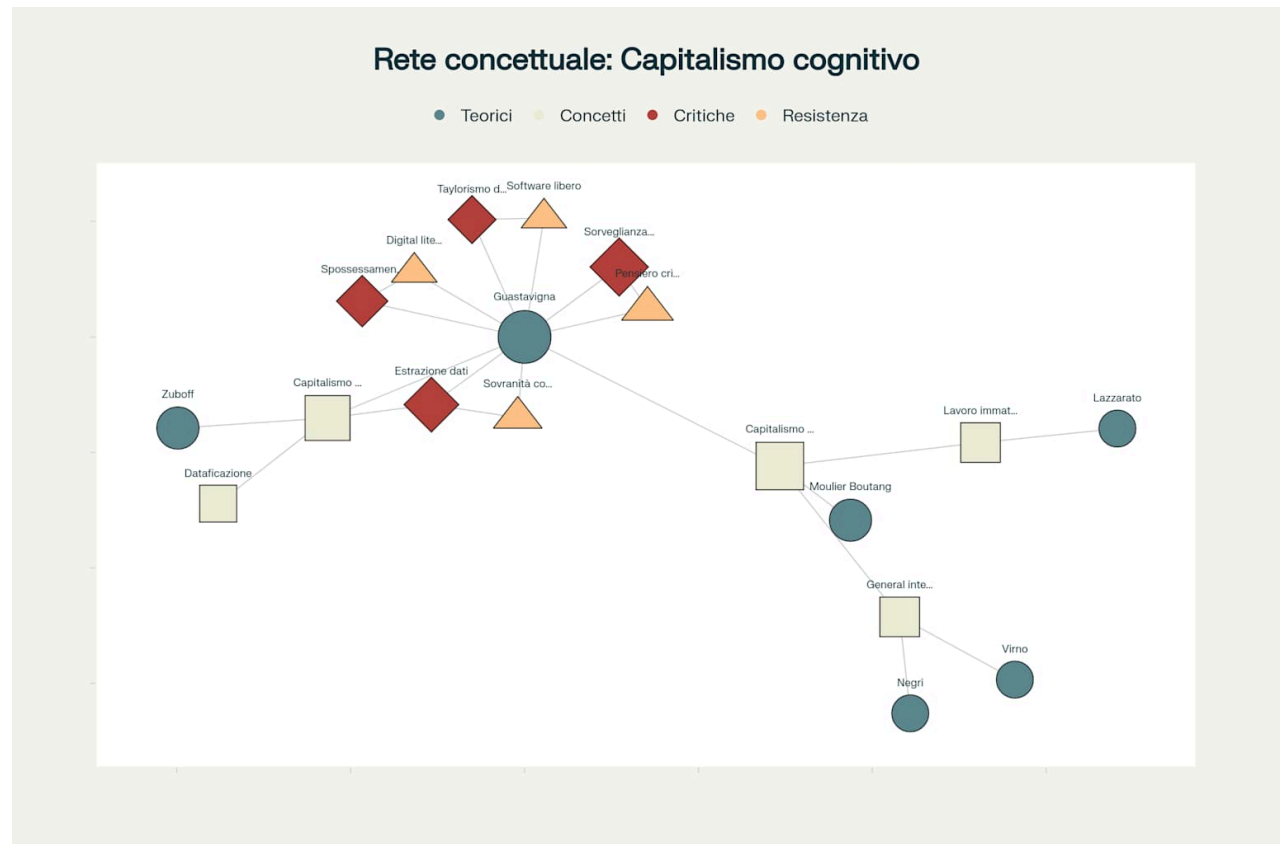 Rete concettuale: Capitalismo cognitivo
Teorici Concetti Critiche Resistenza
Taylorismo d... Software libero
Sorveglianza...
Digital lite...
Spossessamen...
Pensiero cri...
Guastavigna
Estrazione dati
Capitalismo ...
Sovranità co...
Zuboff
Lazzarato
Lavoro immat...
Capitalismo ...
Dataficazione
Moulier Boutang
General inte...
Virno
Negri